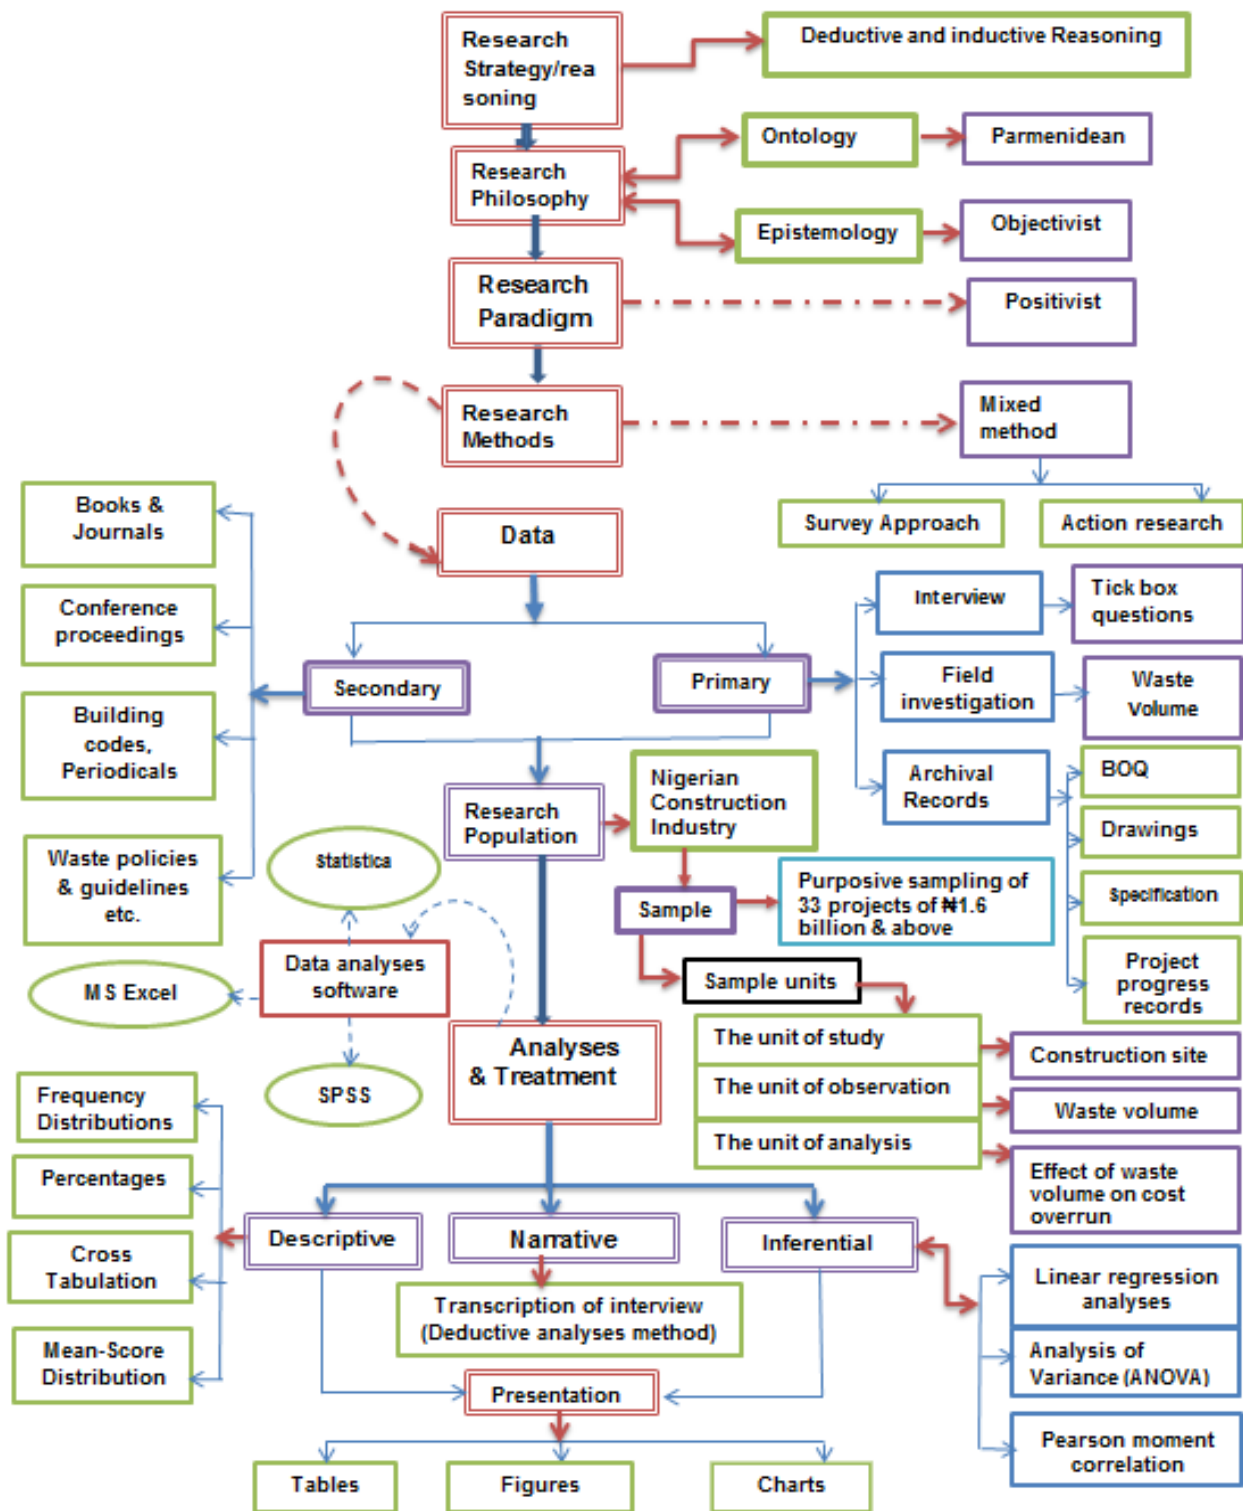 Research
Strategy/rea
soning
Deductive and inductive Reasoning
Research
Philosophy
Ontology
Parmenidean
Epistemology
Objectivist
Research
Paradigm
Positivist
Research
Methods
Mixed
method
Survey Approach
Action research
Books &
Journals
Conference
proceedings
Building
codes,
Periodicals
Waste policies
& guidelines
etc.
Data
Secondary
Primary
Interview
Tick box
questions
Field
investigation
Waste
Volume
Archival
Records
BOQ
Drawings
Specification
Project
progress
records
Research
Population
Nigerian
Construction
Industry
Sample
Purposive sampling of
33 projects of ₦1.6
billion & above
Sample units
The unit of study
Construction site
The unit of observation
Waste volume
The unit of analysis
Effect of waste
volume on cost
overrun
Statistica
Data analyses
software
MS Excel
SPSS
Analyses
& Treatment
Frequency
Distributions
Percentages
Cross
Tabulation
Mean-Score
Distribution
Descriptive
Narrative
Inferential
Transcription of interview
(Deductive analyses method)
Linear regression
analyses
Analysis of
Variance (ANOVA)
Pearson moment
correlation
Presentation
Tables
Figures
Charts